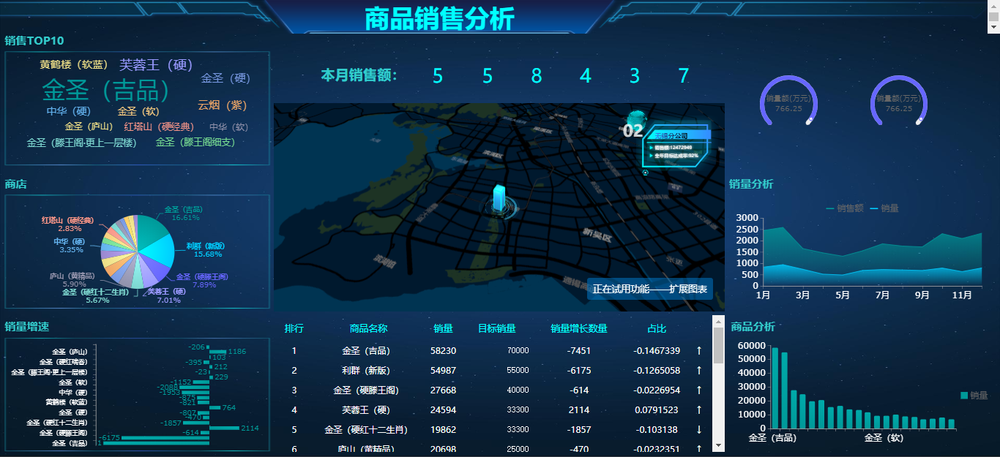 商品销售分析
销售TOP10
黄鹤楼（软蓝） 芙蓉王（硬）
金圣（硬）
金圣（吉品）
云烟（紫）
中华（硬） 金圣（软）
金圣（庐山） 红塔山（硬经典） 中华（软）
金圣（滕王阁·更上一层楼） 金圣（滕王阁细支）
商店
金圣（吉品）
16.61%
红塔山（硬经典）
2.83%
中华（硬）
3.35%
利群（新版）
15.68%
庐山（黄精品）
5.90%
金圣（硬滕王阁）
7.89%
金圣（硬红十二生肖）
5.67%
芙蓉王（硬）
7.01%
销量增速
-206
金圣（庐山） 1186
103
金圣（硬红瑞香） -395
212
金圣（滕王阁·更上一层楼） -23
229
金圣（软） -1152
-2088
中华（硬） -1953
-875
黄鹤楼（软蓝） -821
764
金圣（硬） -807
-470
金圣（硬红十二生肖） -1857
2114
金圣（硬滕王阁） -614
-6175
金圣（吉品）
本月销售额： 5 5 8 4 3 7
02
无锡分公司
销售额:12472949
全年目标达成率:92%
滨湖区
新吴区
正在试用功能——扩展图表
排行 商品名称 销量 目标销量 销量增长数量 占比
1 金圣（吉品） 58230 70000 -7451 -0.1467339 ↑
2 利群（新版） 54987 55000 -6175 -0.1265058 ↑
3 金圣（硬滕王阁） 27668 40000 -614 -0.0226954 ↑
4 芙蓉王（硬） 24594 33300 2114 0.0791523 ↑
5 金圣（硬红十二生肖） 19862 33300 -1857 -0.103138 ↓
6 庐山（黄精品） 20698 25000 -470 -0.0232351 ↑
销量额(万元)
766.25
销量额(万元)
766.25
销量分析
销售额 销量
3000
2500
2000
1500
1000
500
0
1月 3月 5月 7月 9月 11月
商品分析
60000
50000
40000
30000
20000
10000
0
销量
金圣（吉品） 金圣（软）